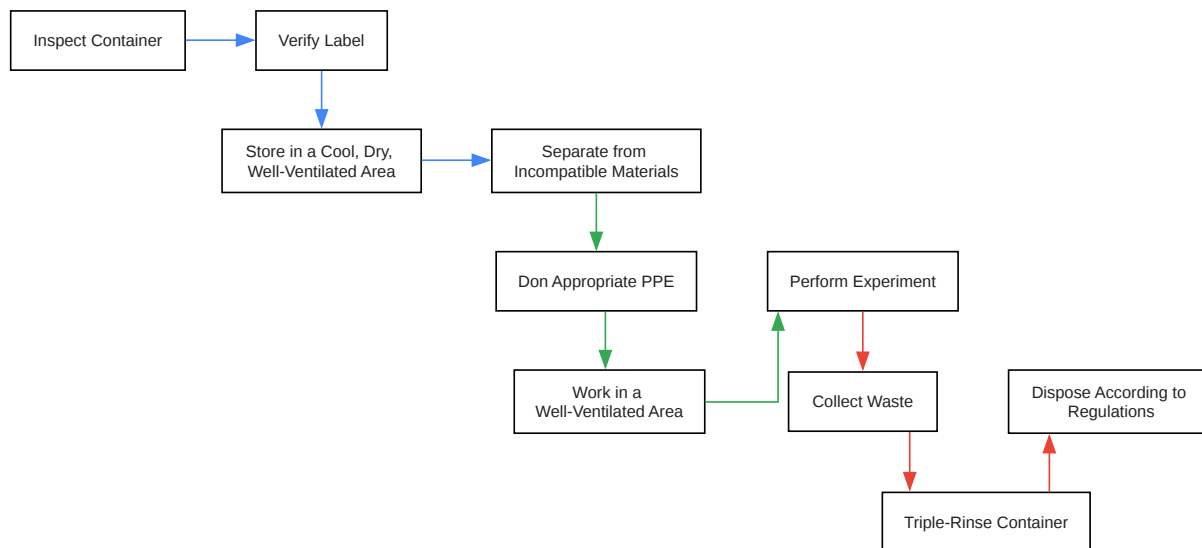 Inspect Container
Verify Label
Store in a Cool, Dry,
Well-Ventilated Area
Separate from
Incompatible Materials
Don Appropriate PPE
Perform Experiment
Work in a
Well-Ventilated Area
Collect Waste
Dispose According to
Regulations
Triple-Rinse Container